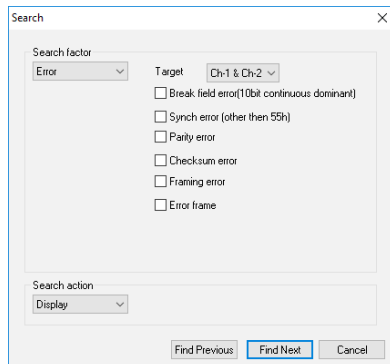 Search
Search factor
Error
Target Ch-1 & Ch-2
Break field error(10bit continuous dominant)
Synch error (other then 55h)
Parity error
Checksum error
Framing error
Error frame
Search action
Display
Find Previous Find Next Cancel